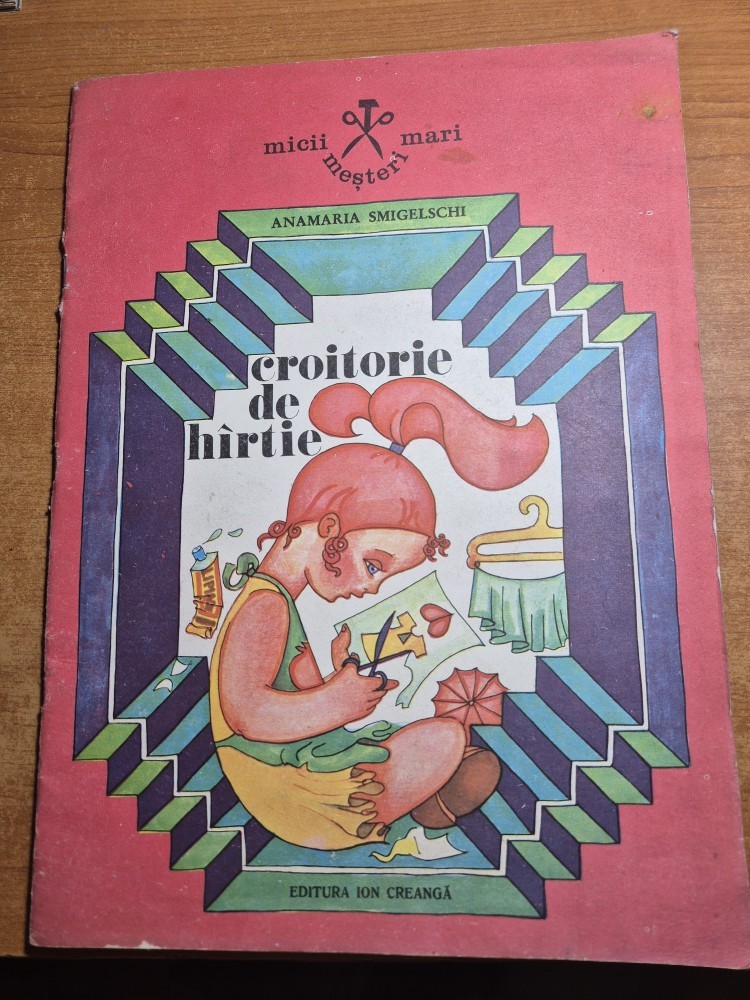 micii meșteri mari
ANAMARIA SMIGELSCHI
croitorie
de
hîrtie
EDITURA ION CREANGĂ